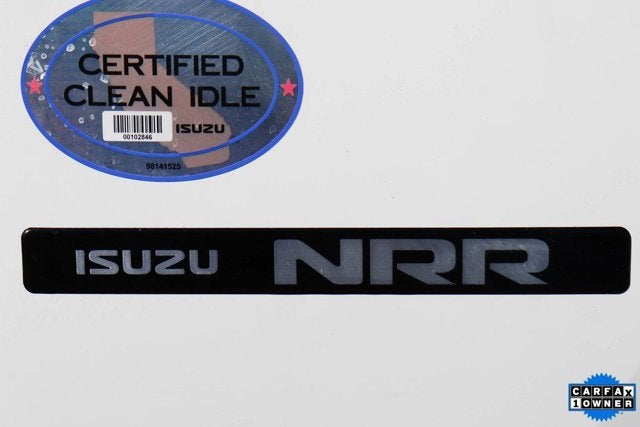 CERTIFIED
CLEAN IDLE
00102846 ISUZU
98141525
ISUZU NRR
CARFAX
1 OWNER